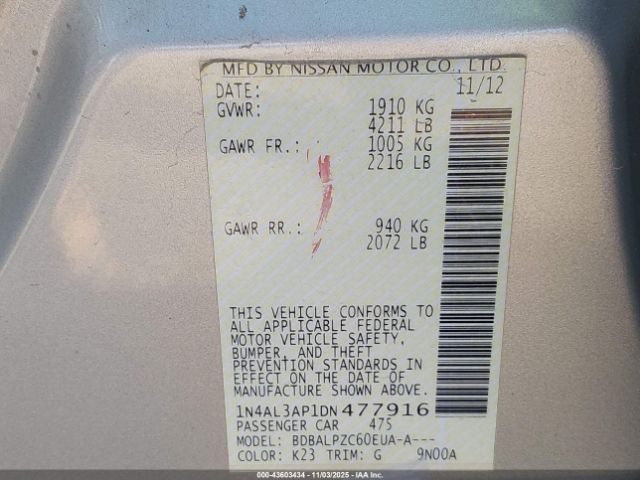 MFD BY NISSAN MOTOR CO., LTD.
DATE: 11/12
GVWR: 1910 KG
4211 LB
GAWR FR.: 1005 KG
2216 LB
GAWR RR.: 940 KG
2072 LB
THIS VEHICLE CONFORMS TO
ALL APPLICABLE FEDERAL
MOTOR VEHICLE SAFETY,
BUMPER, AND THEFT
PREVENTION STANDARDS IN
EFFECT ON THE DATE OF
MANUFACTURE SHOWN ABOVE.
1N4AL3AP1DN477916
PASSENGER CAR 475
MODEL: BDBALPZC60EUA-A---
COLOR: K23 TRIM: G 9N00A
000-43603434 - 11/03/2025 - IAAI.COM